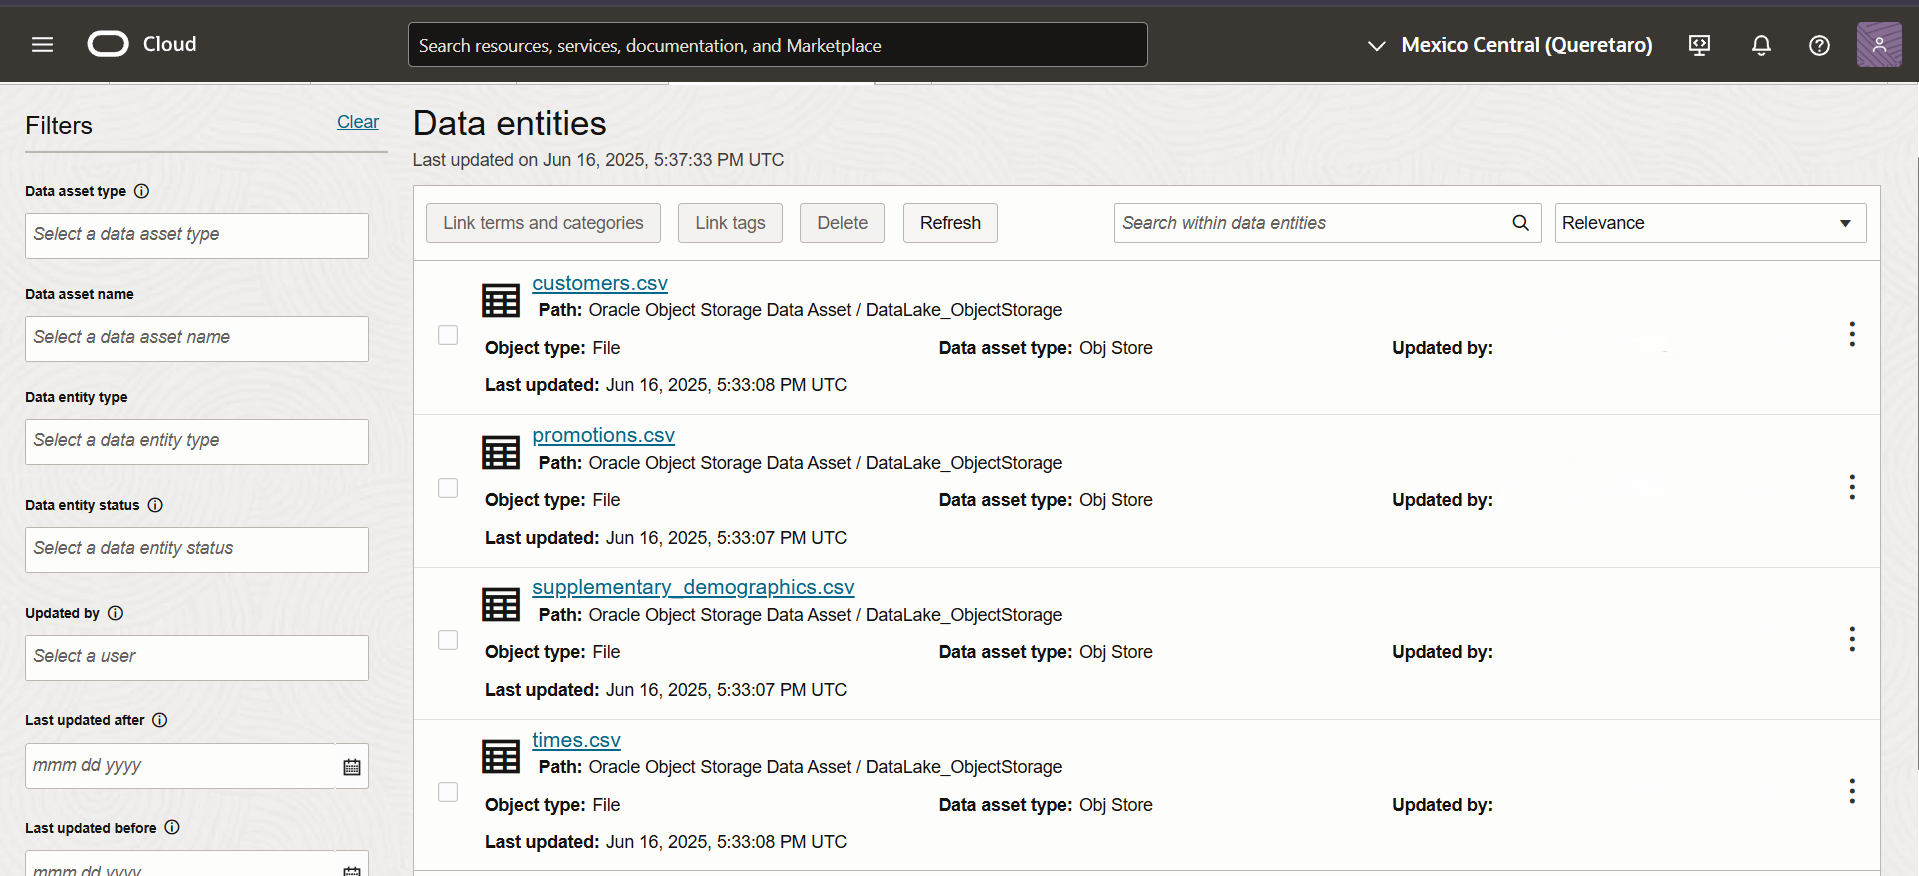 Cloud
Search resources, services, documentation, and Marketplace
Mexico Central (Queretaro)
Filters
Clear
Data asset type
Select a data asset type
Data asset name
Select a data asset name
Data entity type
Select a data entity type
Data entity status
Select a data entity status
Updated by
Select a user
Last updated after
mmm dd yyyy
Last updated before
mmm dd yyyy
Data entities
Last updated on Jun 16, 2025, 5:37:33 PM UTC
Link terms and categories
Link tags
Delete
Refresh
Search within data entities
Relevance
customers.csv
Path: Oracle Object Storage Data Asset / DataLake_ObjectStorage
Object type: File
Data asset type: Obj Store
Updated by:
Last updated: Jun 16, 2025, 5:33:08 PM UTC
promotions.csv
Path: Oracle Object Storage Data Asset / DataLake_ObjectStorage
Object type: File
Data asset type: Obj Store
Updated by:
Last updated: Jun 16, 2025, 5:33:07 PM UTC
supplementary_demographics.csv
Path: Oracle Object Storage Data Asset / DataLake_ObjectStorage
Object type: File
Data asset type: Obj Store
Updated by:
Last updated: Jun 16, 2025, 5:33:07 PM UTC
times.csv
Path: Oracle Object Storage Data Asset / DataLake_ObjectStorage
Object type: File
Data asset type: Obj Store
Updated by:
Last updated: Jun 16, 2025, 5:33:08 PM UTC